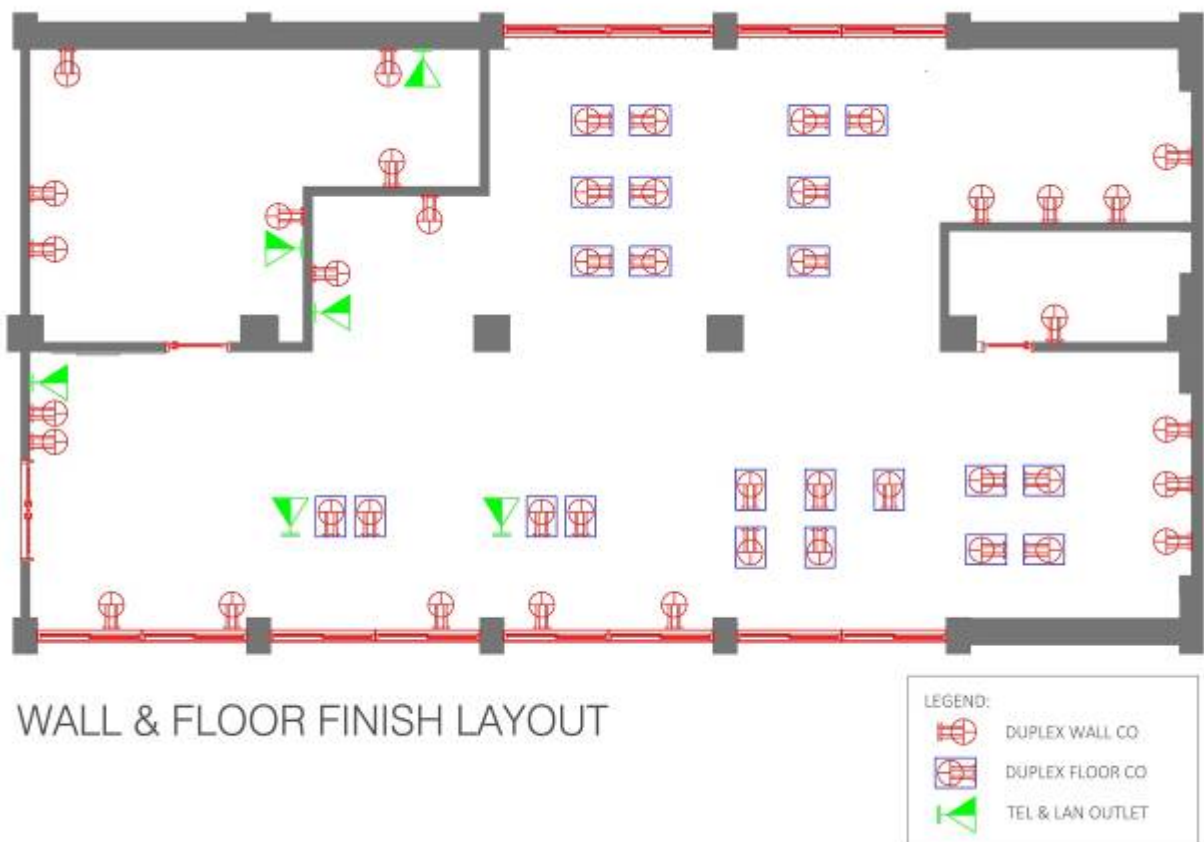 WALL & FLOOR FINISH LAYOUT
LEGEND:
DUPLEX WALL CO
DUPLEX FLOOR CO
TEL & LAN OUTLET